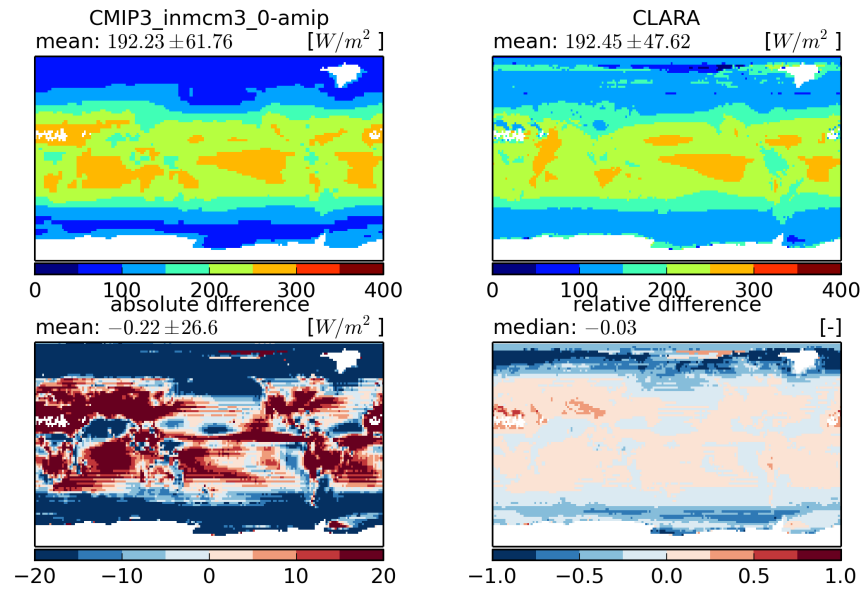 CMIP3_inmcm3_0-amip
mean: 192.23 ±61.76 [W/m² ]
0 100 200 300 400
CLARA
mean: 192.45 ±47.62 [W/m² ]
0 100 200 300 400
absolute difference
mean: −0.22 ±26.6 [W/m² ]
−20 −10 0 10 20
relative difference
median: −0.03 [-]
−1.0 −0.5 0.0 0.5 1.0